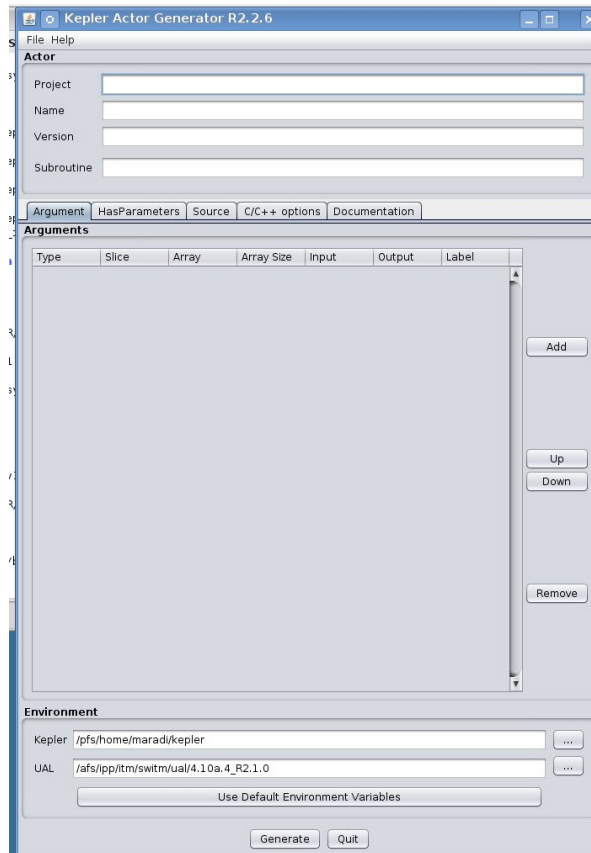 Kepler Actor Generator R2.2.6
File Help
Actor
Project
Name
Version
Subroutine
Argument HasParameters Source C/C++ options Documentation
Arguments
Type Slice Array Array Size Input Output Label
Add
Up
Down
Remove
Environment
Kepler /pfs/home/maradi/kepler ...
UAL /afs/ipp/itm/switm/ual/4.10a.4_R2.1.0 ...
Use Default Environment Variables
Generate Quit